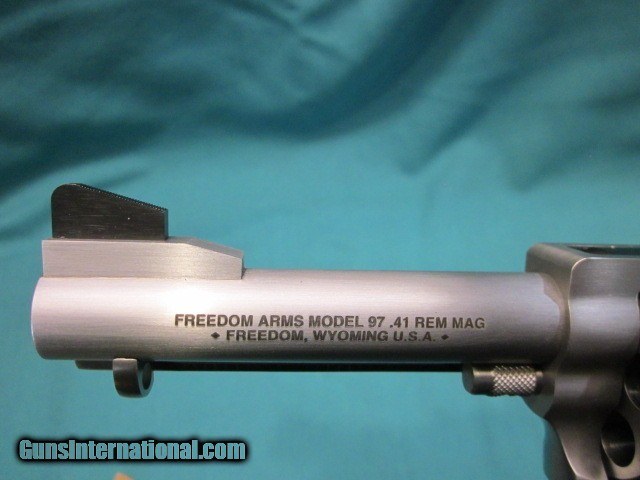 FREEDOM ARMS MODEL 97 .41 REM MAG
◆ FREEDOM, WYOMING U.S.A. ◆
GunsInternational.com